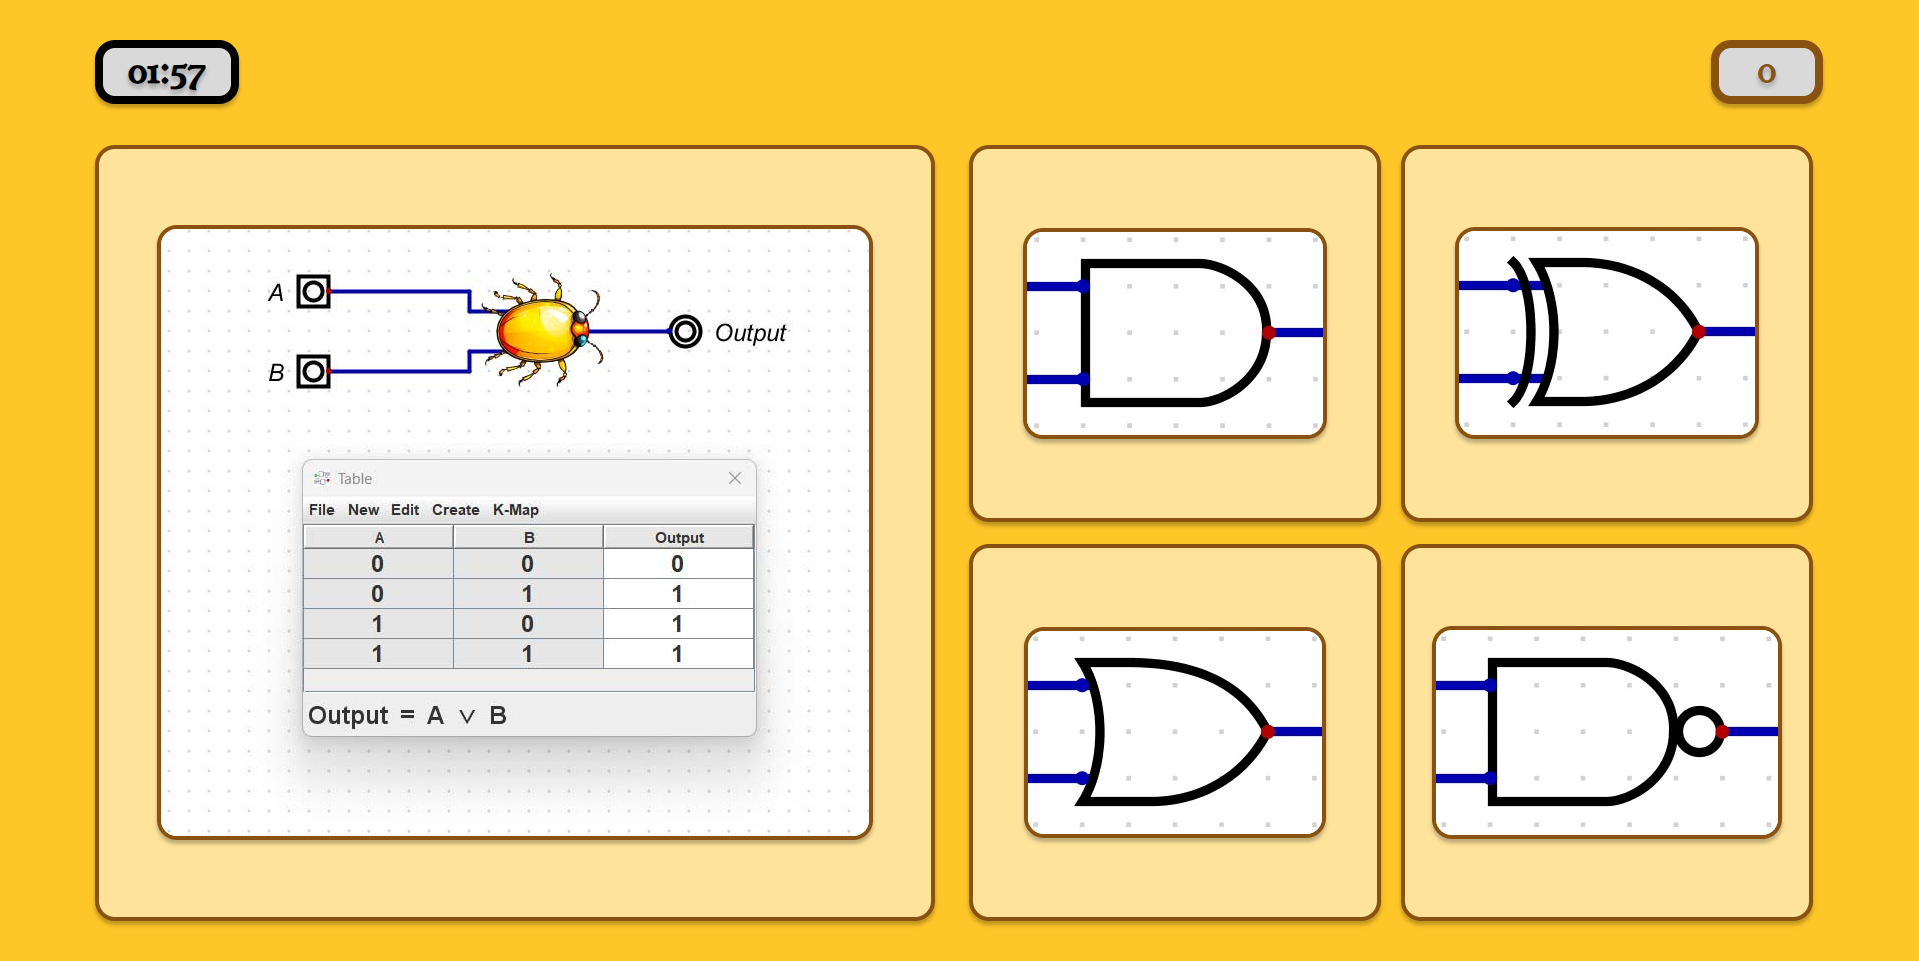 01:57
0
A
B
Output
Table
File New Edit Create K-Map
A B Output
0 0 0
0 1 1
1 0 1
1 1 1
Output = A ∨ B